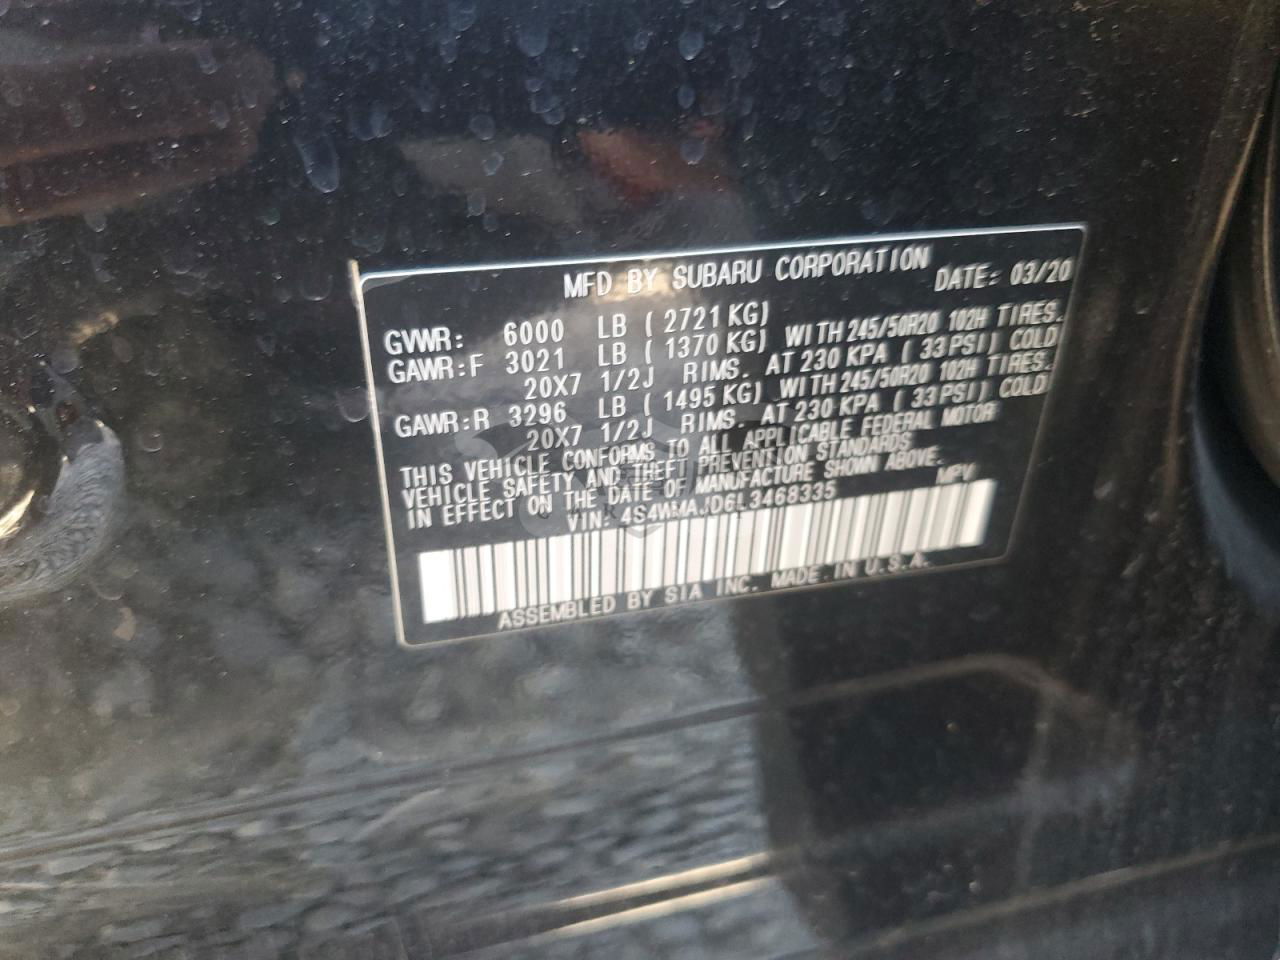 MFD BY SUBARU CORPORATION DATE: 03/20
GVWR: 6000 LB ( 2721 KG)
GAWR:F 3021 LB ( 1370 KG) WITH 245/50R20 102H TIRES.
20X7 1/2J RIMS. AT 230 KPA ( 33 PSI) COLD
GAWR:R 3296 LB ( 1495 KG) WITH 245/50R20 102H TIRES.
20X7 1/2J RIMS. AT 230 KPA ( 33 PSI) COLD
THIS VEHICLE CONFORMS TO ALL APPLICABLE FEDERAL MOTOR
VEHICLE SAFETY AND THEFT PREVENTION STANDARDS
IN EFFECT ON THE DATE OF MANUFACTURE SHOWN ABOVE.
VIN: 4S4WMAJD6L3468335 MPV
ASSEMBLED BY SIA INC. MADE IN U.S.A.